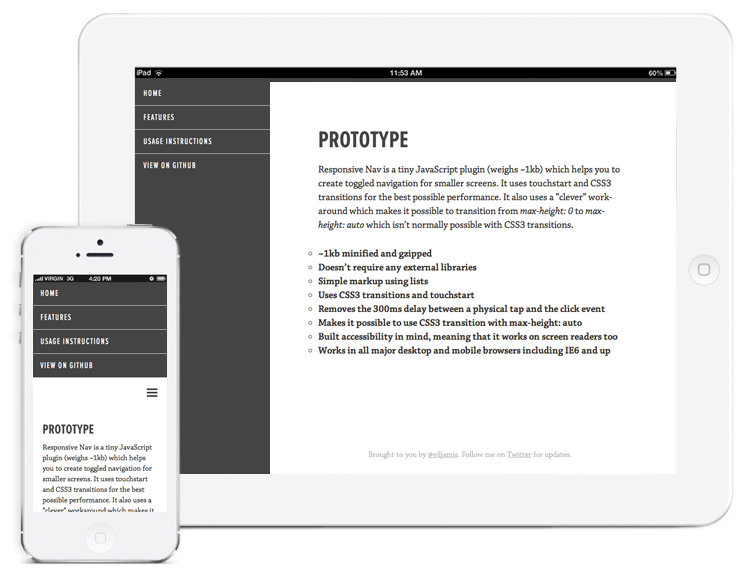 iPad 11:53 AM 60%
HOME
FEATURES
USAGE INSTRUCTIONS
VIEW ON GITHUB
PROTOTYPE
Responsive Nav is a tiny JavaScript plugin (weighs ~1kb) which helps you to
create toggled navigation for smaller screens. It uses touchstart and CSS3
transitions for the best possible performance. It also uses a “clever” work-
around which makes it possible to transition from max-height: 0 to max-
height: auto which isn’t normally possible with CSS3 transitions.
~1kb minified and gzipped
Doesn’t require any external libraries
Simple markup using lists
Uses CSS3 transitions and touchstart
Removes the 300ms delay between a physical tap and the click event
Makes it possible to use CSS3 transition with max-height: auto
Built accessibility in mind, meaning that it works on screen readers too
Works in all major desktop and mobile browsers including IE6 and up
Brought to you by @viljamis. Follow me on Twitter for updates.
VIRGIN 3G 4:20 PM
HOME
FEATURES
USAGE INSTRUCTIONS
VIEW ON GITHUB
PROTOTYPE
Responsive Nav is a tiny JavaScript
plugin (weighs ~1kb) which helps
you to create toggled navigation for
smaller screens. It uses touchstart
and CSS3 transitions for the best
possible performance. It also uses a
“clever” workaround which makes it